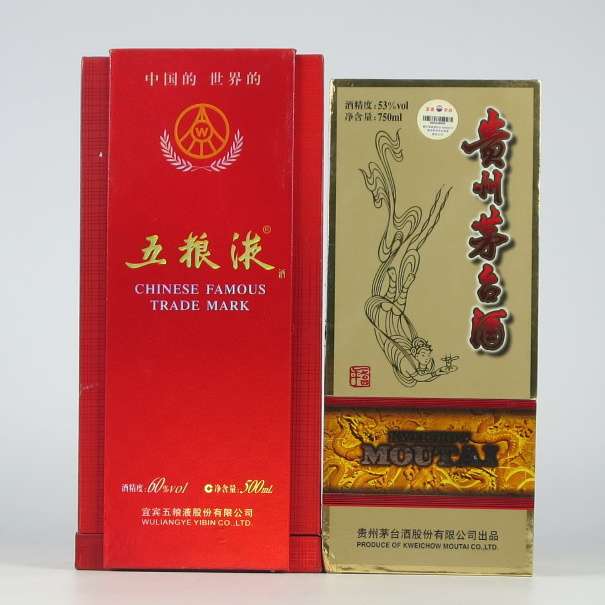 中国的 世界的
五粮液®
酒
CHINESE FAMOUS
TRADE MARK
酒精度:60%vol
净含量:500ml
宜宾五粮液股份有限公司
WULIANGYE YIBIN CO.,LTD.
酒精度:53%vol
净含量:750ml
贵州茅台酒
KWEICHOW
MOUTAI
贵州茅台酒股份有限公司出品
PRODUCE OF KWEICHOW MOUTAI CO.,LTD.